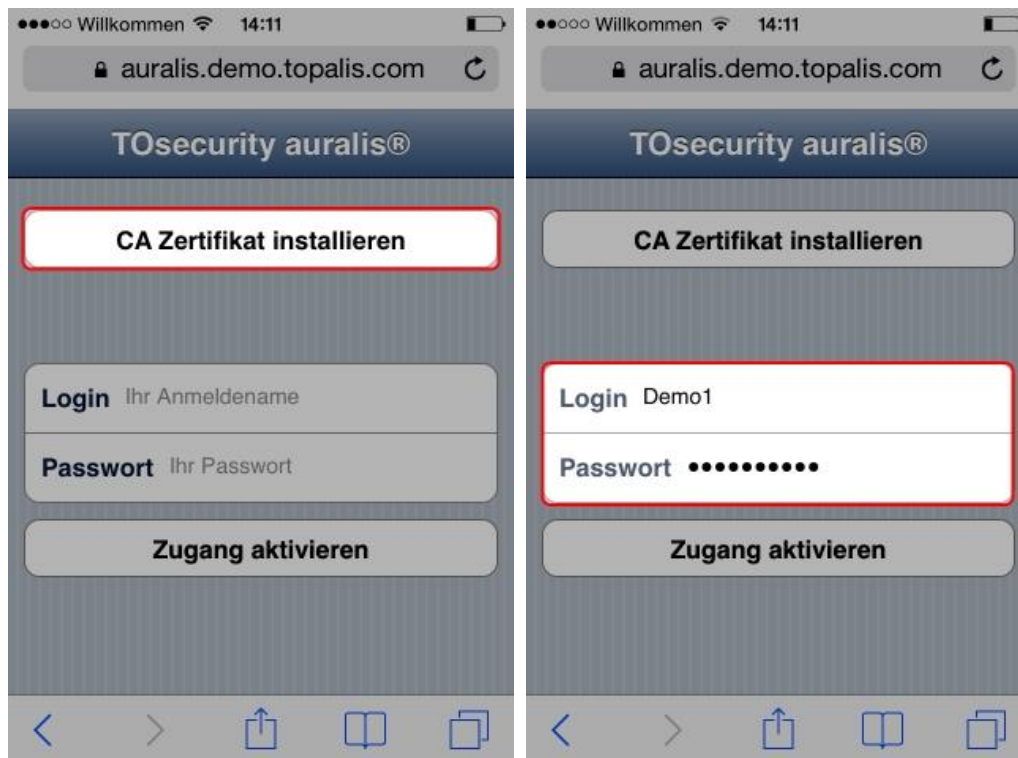 Willkommen 14:11
auralis.demo.topalis.com
TOsecurity auralis®
CA Zertifikat installieren
Login Ihr Anmeldename
Passwort Ihr Passwort
Zugang aktivieren
Willkommen 14:11
auralis.demo.topalis.com
TOsecurity auralis®
CA Zertifikat installieren
Login Demo1
Passwort ••••••••••
Zugang aktivieren